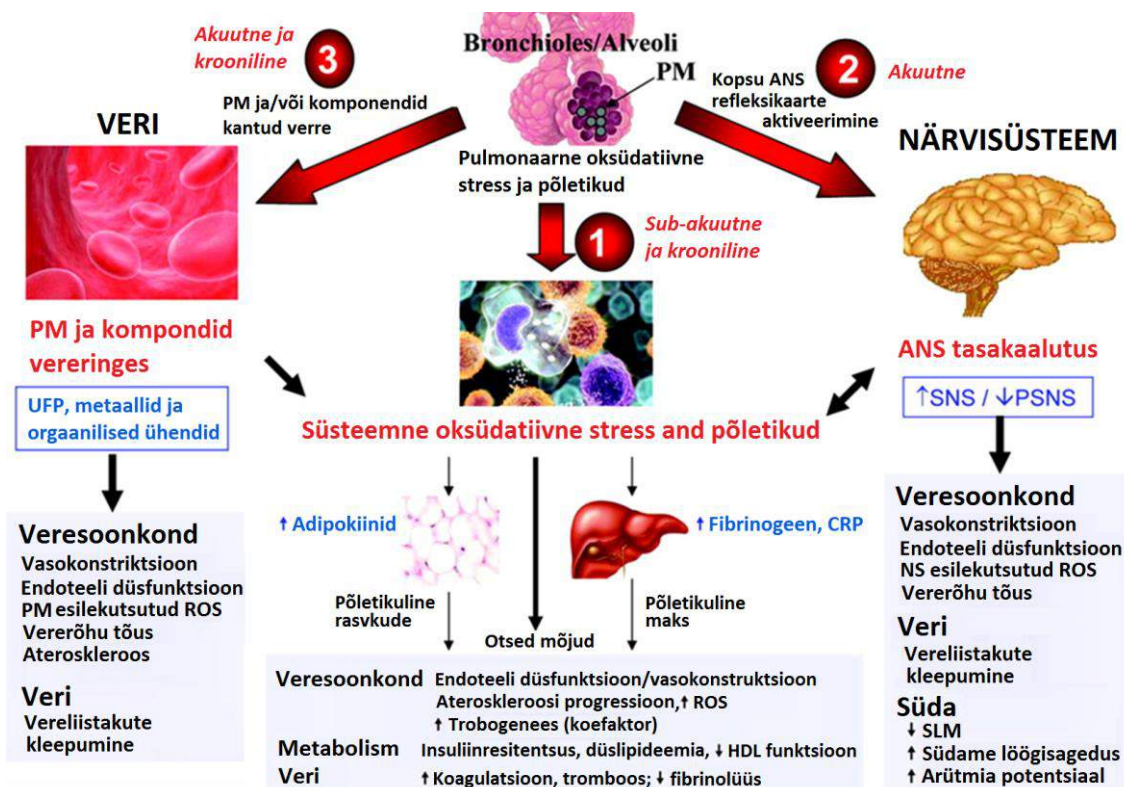 Akuutne ja
krooniline
3
PM ja/või komponendid
kantud verre
VERI
Bronchioles/Alveoli
PM
Pulmonaarne oksüdatiivne
stress ja põletikud
2
Akuutne
Kopsu ANS
refleksikaarte
aktiveerimine
NÄRVISÜSTEEM
1
Sub-akuutne
ja krooniline
PM ja kompondid
vereringes
UFP, metaallid ja
orgaanilised ühendid
Veresoonkond
Vasokonstriktsioon
Endoteeli düsfunktsioon
PM esilekutsutud ROS
Vererõhu tõus
Ateroskleroos
Veri
Vereliistakute
kleepumine
Süsteemne oksüdatiivne stress and põletikud
↑ Adipokiinid
↑ Fibrinogeen, CRP
Põletikuline
rasvkude
Põletikuline
maks
Otsed mõjud
Veresoonkond Endoteeli düsfunktsioon/vasokonstruktsioon
Ateroskleroosi progressioon, ↑ ROS
↑ Trobogenees (koefaktor)
Metabolism Insuliinresitentsus, düslipideemia, ↓ HDL funktsioon
Veri ↑ Koagulatsioon, tromboos; ↓ fibrinolüüs
ANS tasakaalutus
↑SNS / ↓PSNS
Veresoonkond
Vasokonstriktsioon
Endoteeli düsfunktsioon
NS esilekutsutud ROS
Vererõhu tõus
Veri
Vereliistakute
kleepumine
Süda
↓ SLM
↑ Südame löögisagedus
↑ Arütmia potentsiaal